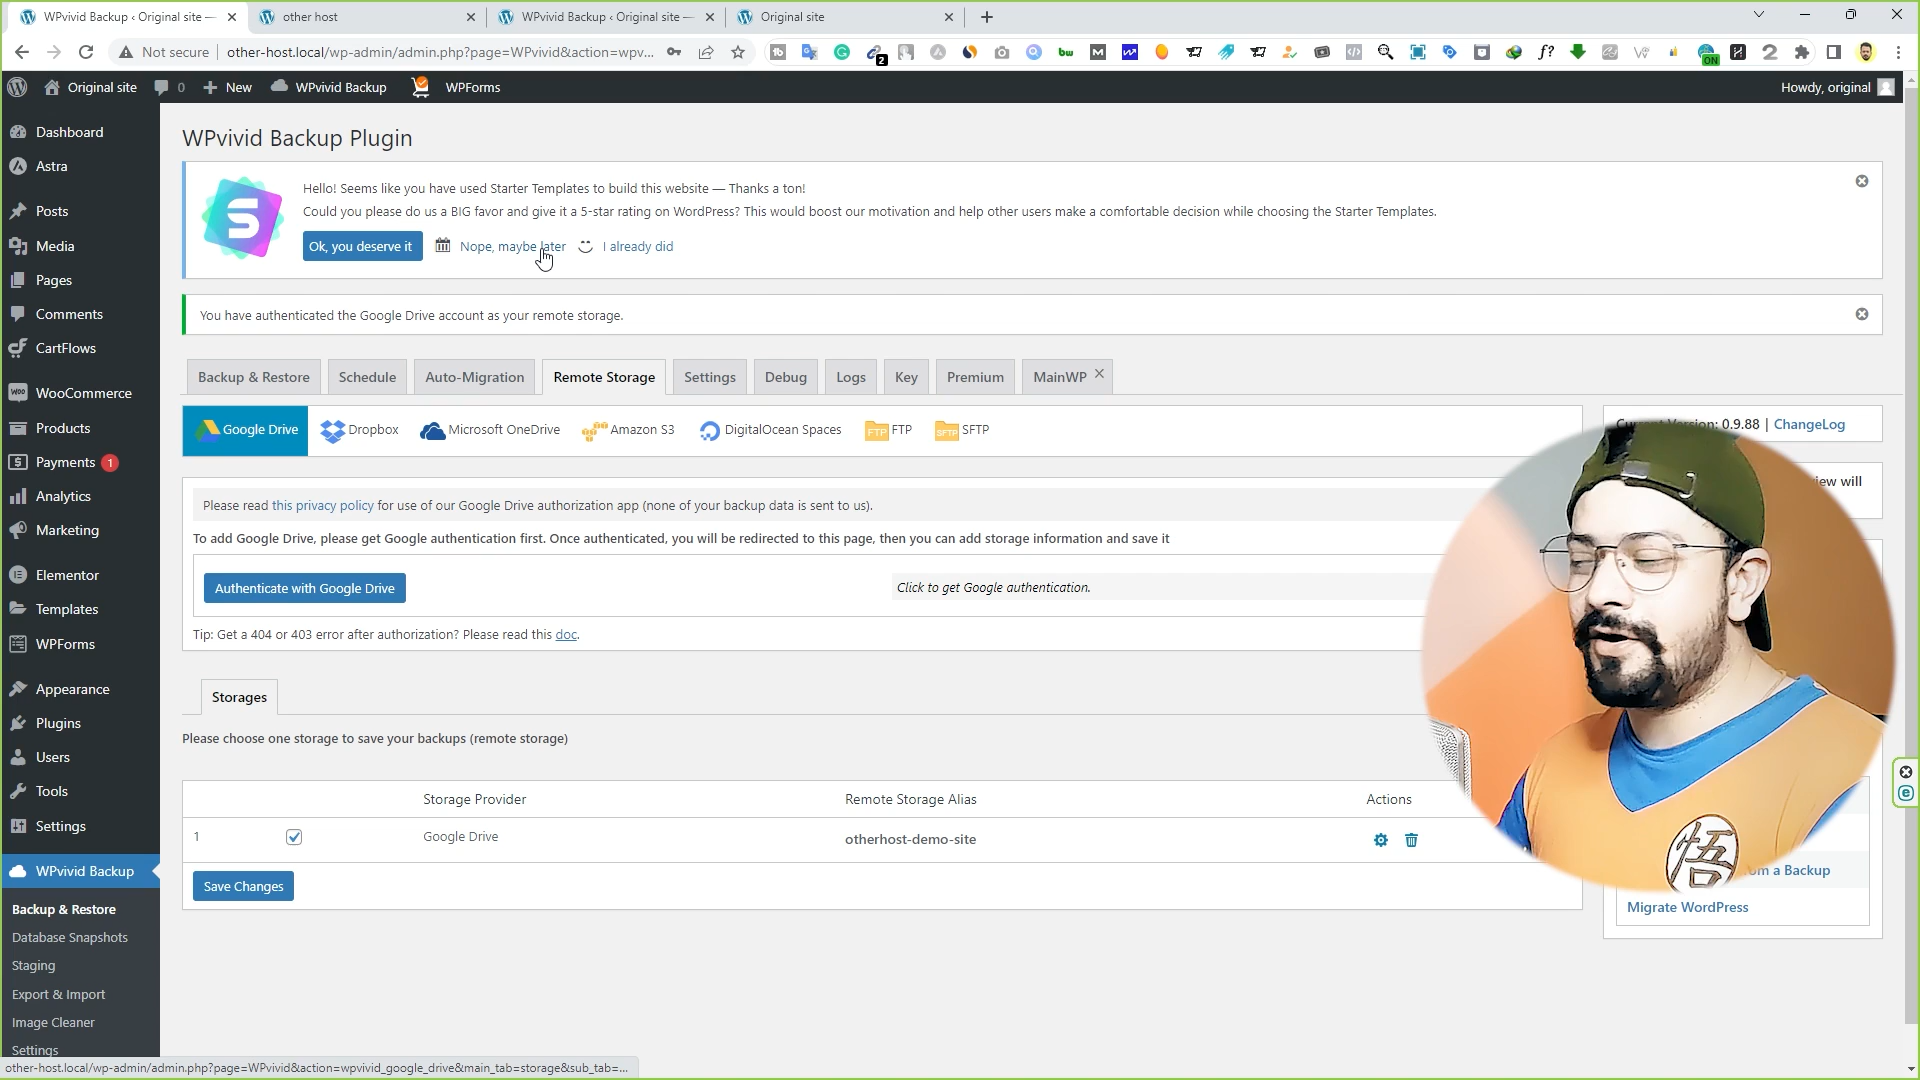 WPvivid Backup ‹ Original site —
other host
WPvivid Backup ‹ Original site —
Original site
Not secure
other-host.local/wp-admin/admin.php?page=WPvivid&action=wpv...
Original site
0
New
WPvivid Backup
WPForms
Howdy, original
Dashboard
Astra
Posts
Media
Pages
Comments
CartFlows
WooCommerce
Products
Payments 1
Analytics
Marketing
Elementor
Templates
WPForms
Appearance
Plugins
Users
Tools
Settings
WPvivid Backup
Backup & Restore
Database Snapshots
Staging
Export & Import
Image Cleaner
Settings
WPvivid Backup Plugin
Hello! Seems like you have used Starter Templates to build this website — Thanks a ton!
Could you please do us a BIG favor and give it a 5-star rating on WordPress? This would boost our motivation and help other users make a comfortable decision while choosing the Starter Templates.
Ok, you deserve it
Nope, maybe later
I already did
You have authenticated the Google Drive account as your remote storage.
Backup & Restore
Schedule
Auto-Migration
Remote Storage
Settings
Debug
Logs
Key
Premium
MainWP
Google Drive
Dropbox
Microsoft OneDrive
Amazon S3
DigitalOcean Spaces
FTP FTP
SFTP SFTP
Version: 0.9.88 | ChangeLog
will
Please read this privacy policy for use of our Google Drive authorization app (none of your backup data is sent to us).
To add Google Drive, please get Google authentication first. Once authenticated, you will be redirected to this page, then you can add storage information and save it
Authenticate with Google Drive
Click to get Google authentication.
Tip: Get a 404 or 403 error after authorization? Please read this doc.
Storages
Please choose one storage to save your backups (remote storage)
Storage Provider
Remote Storage Alias
Actions
1
Google Drive
otherhost-demo-site
Save Changes
悟
a Backup
Migrate WordPress
other-host.local/wp-admin/admin.php?page=WPvivid&action=wpvivid_google_drive&main_tab=storage&sub_tab=...